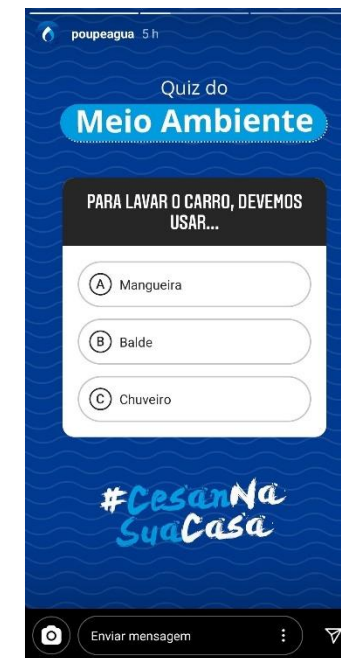 poupeagua 5 h
Quiz do
Meio Ambiente
PARA LAVAR O CARRO, DEVEMOS
USAR...
A Mangueira
B Balde
C Chuveiro
#CesanNa
SuaCasa
Enviar mensagem